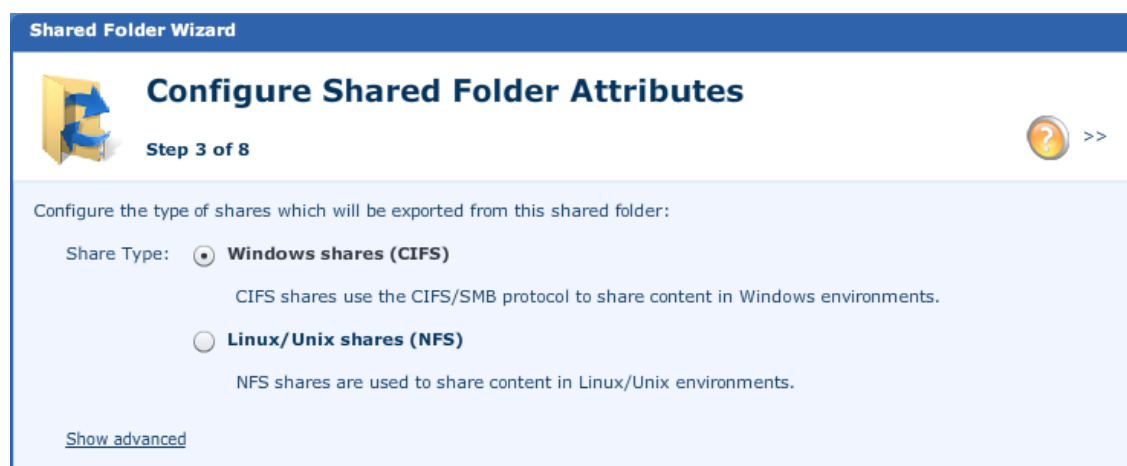 Shared Folder Wizard
Configure Shared Folder Attributes
Step 3 of 8
? >>
Configure the type of shares which will be exported from this shared folder:
Share Type: Windows shares (CIFS)
CIFS shares use the CIFS/SMB protocol to share content in Windows environments.
Linux/Unix shares (NFS)
NFS shares are used to share content in Linux/Unix environments.
Show advanced